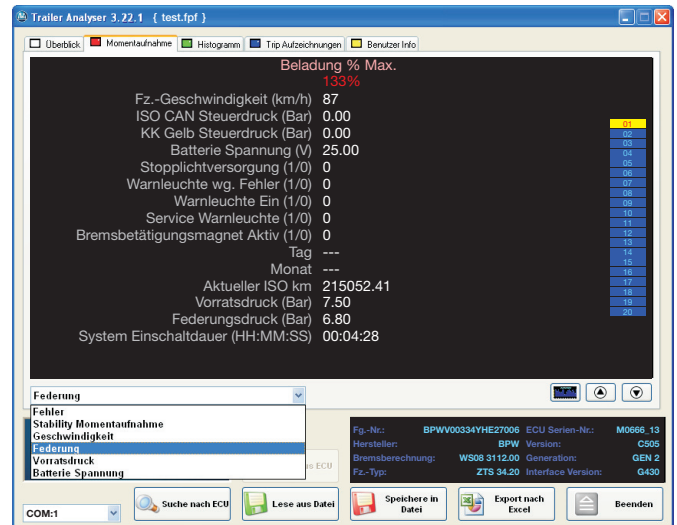 Trailer Analyser 3.22.1 { test.fpf }
Überblick Momentaufnahme Histogramm Trip Aufzeichnungen Benutzer Info
Beladung % Max.
133%
Fz.-Geschwindigkeit (km/h) 87
ISO CAN Steuerdruck (Bar) 0.00
KK Gelb Steuerdruck (Bar) 0.00
Batterie Spannung (V) 25.00
Stopplichtversorgung (1/0) 0
Warnleuchte wg. Fehler (1/0) 0
Warnleuchte Ein (1/0) 0
Service Warnleuchte (1/0) 0
Bremsbetätigungsmagnet Aktiv (1/0) 0
Tag ---
Monat ---
Aktueller ISO km 215052.41
Vorratsdruck (Bar) 7.50
Federungsdruck (Bar) 6.80
System Einschaltdauer (HH:MM:SS) 00:04:28
01
02
03
04
05
06
07
08
09
10
11
12
13
14
15
16
17
18
19
20
Federung
Fehler
Stability Momentaufnahme
Geschwindigkeit
Federung
Vorratsdruck
Batterie Spannung
ECU
Fg.-Nr.: BPWV00334YHE27006 ECU Serien-Nr.: M0666_13
Hersteller: BPW Version: C505
Bremsberechnung: WS08 3112.00 Generation: GEN 2
Fz.-Typ: ZTS 34.20 Interface Version: G430
COM:1
Suche nach ECU
Lese aus Datei
Speichere in
Datei
Export nach
Excel
Beenden